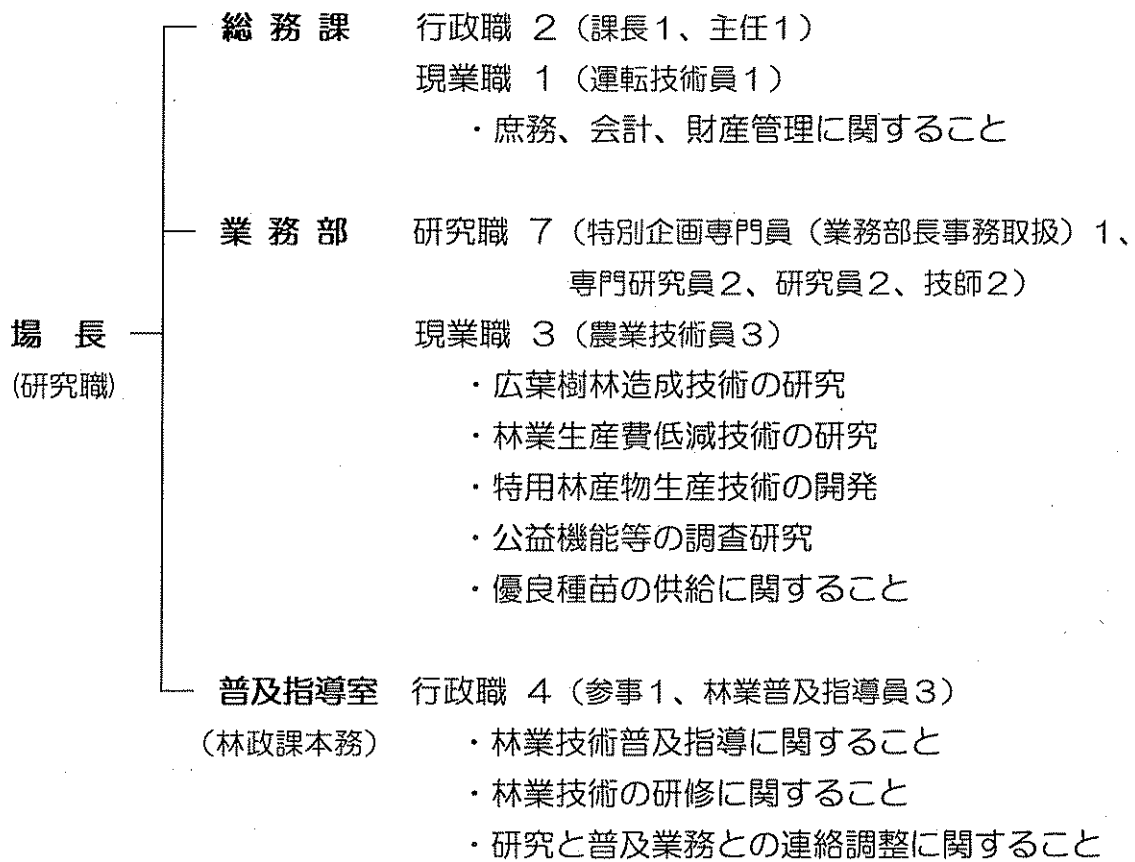 総務課 行政職 2(課長1、主任1)
現業職 1(運転技術員1)
・庶務、会計、財産管理に関すること
業務部 研究職 7(特別企画専門員(業務部長事務取扱)1、
専門研究員2、研究員2、技師2)
場長 現業職 3(農業技術員3)
(研究職) ・広葉樹林造成技術の研究
・林業生産費低減技術の研究
・特用林産物生産技術の開発
・公益機能等の調査研究
・優良種苗の供給に関すること
普及指導室 行政職 4(参事1、林業普及指導員3)
(林政課本務) ・林業技術普及指導に関すること
・林業技術の研修に関すること
・研究と普及業務との連絡調整に関すること